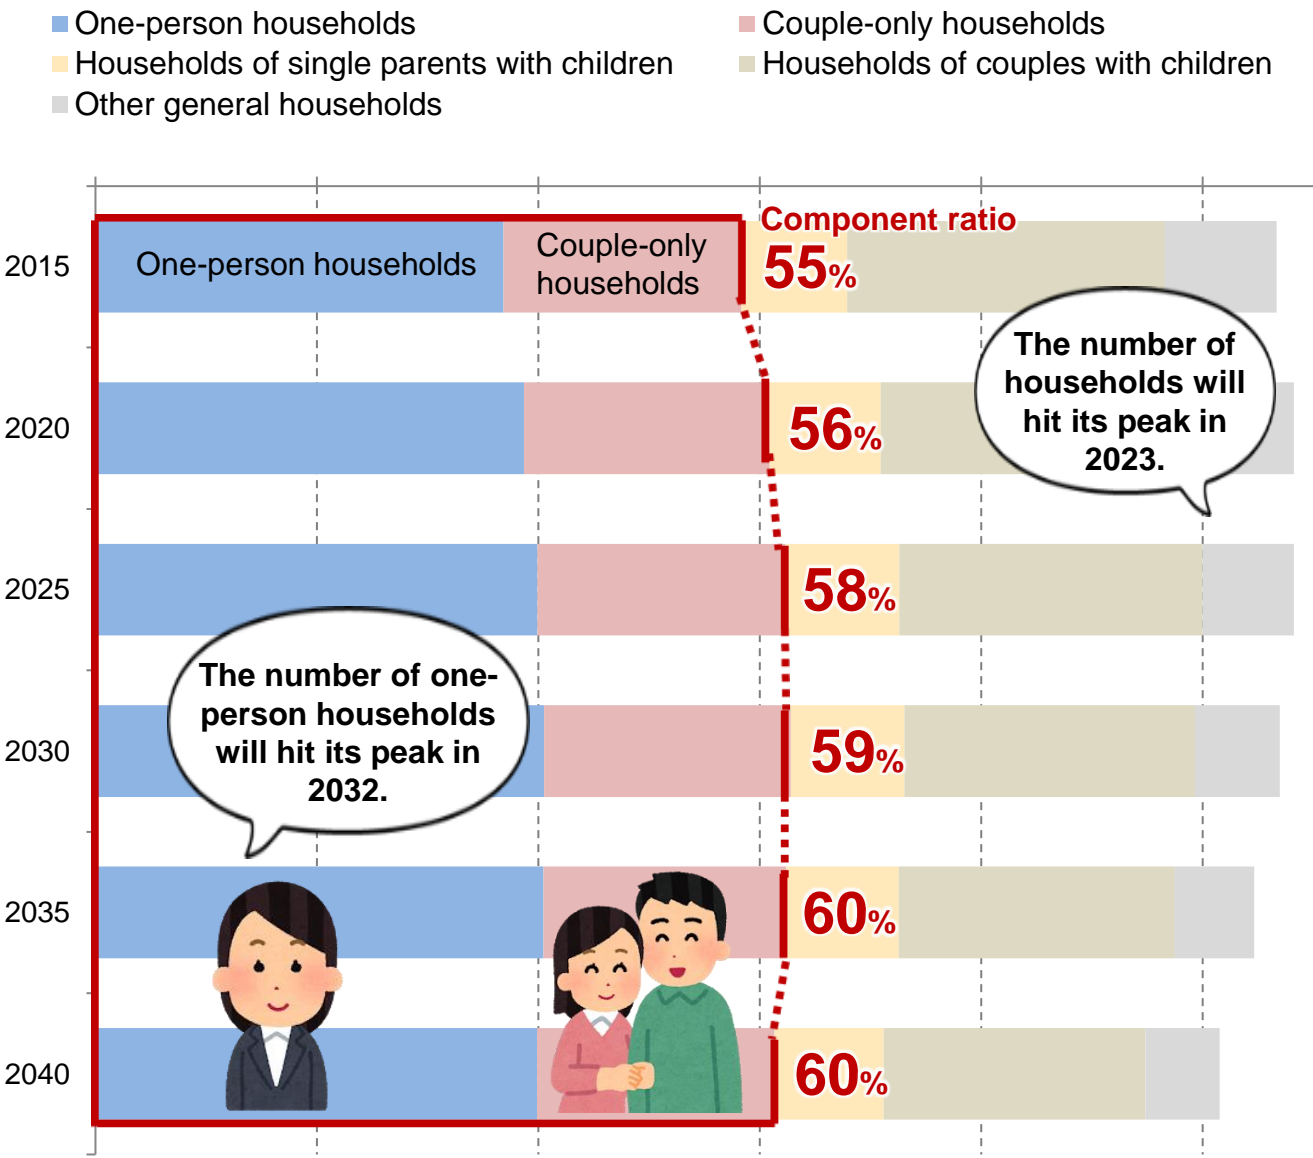 One-person households
Couple-only households
Households of single parents with children
Households of couples with children
Other general households
Component ratio
2015
One-person households
Couple-only
households
55%
The number of
households will
hit its peak in
2023.
2020
56%
2025
58%
The number of one-
person households
will hit its peak in
2032.
2030
59%
2035
60%
2040
60%